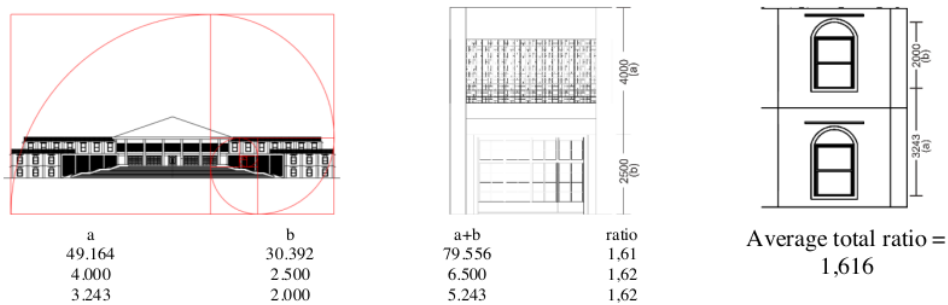 4000
(a)
2500
(b)
2000
(b)
3243
(a)
a b a+b ratio
49.164 30.392 79.556 1,61
4.000 2.500 6.500 1,62
3.243 2.000 5.243 1,62
Average total ratio =
1,616